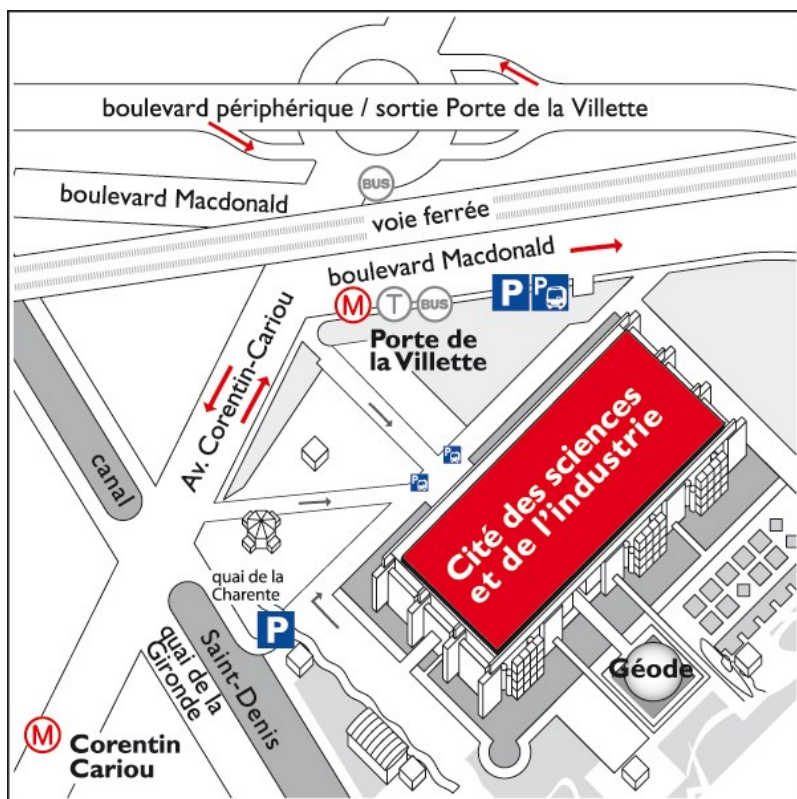 boulevard périphérique / sortie Porte de la Villette
boulevard Macdonald
BUS
voie ferrée
boulevard Macdonald
M T BUS
P P
Porte de
la Villette
Av. Corentin-Cariou
canal
P
P
Cité des sciences
et de l'industrie
quai de la
Charente
P
Saint-Denis
quai de la
Gironde
Géode
M Corentin
Cariou